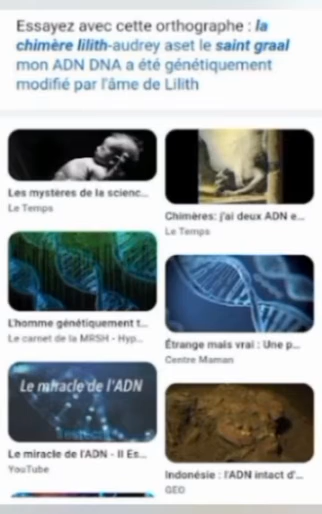 Essayez avec cette orthographe : la
chimère lilith-audrey aset le saint graal
mon ADN DNA a été génétiquement
modifié par l'âme de Lilith
Les mystères de la scienc...
Le Temps
Chimères: j'ai deux ADN e...
Le Temps
L'homme génétiquement t...
Le carnet de la MRSH - Hyp...
Étrange mais vrai : Une p...
Centre Maman
Le miracle de l'ADN
Le miracle de l'ADN - Il Es...
YouTube
Indonésie : l'ADN intact d'...
GEO